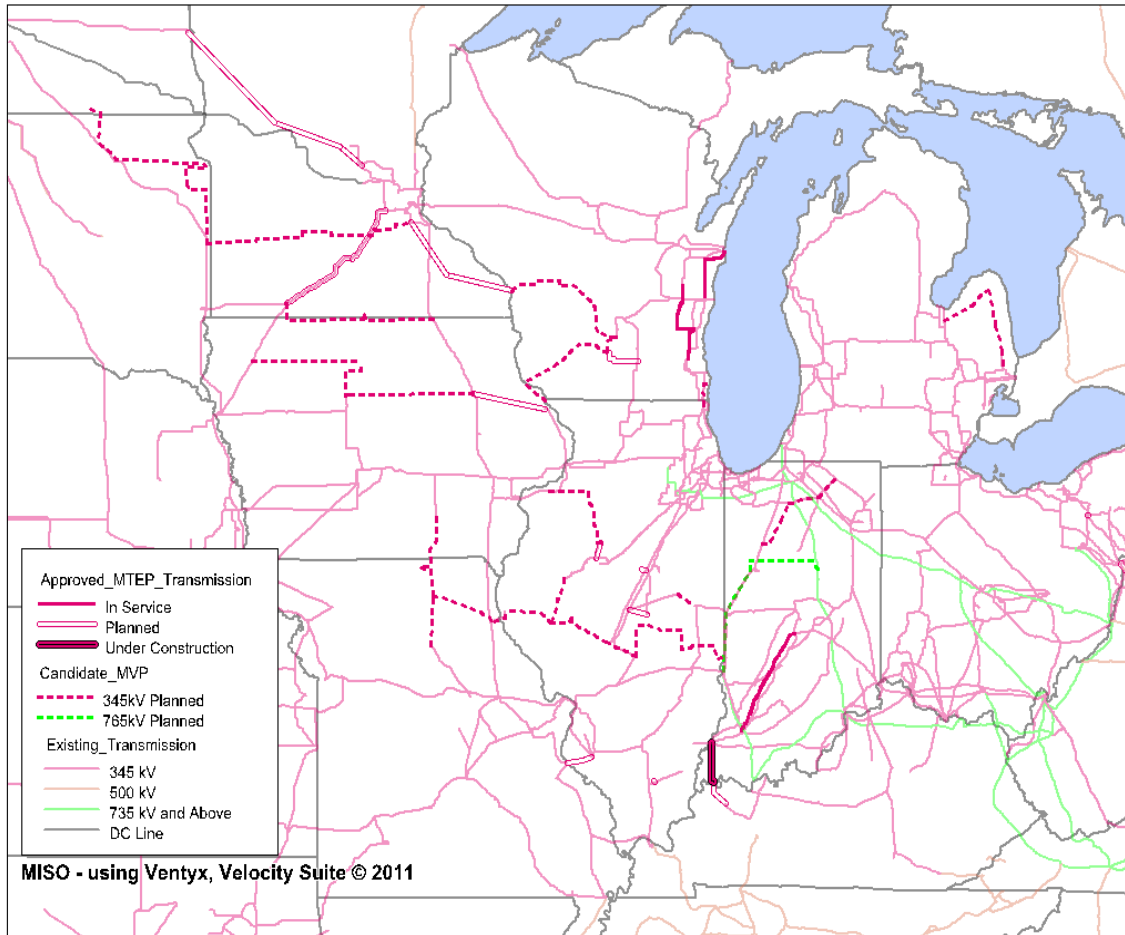 Approved_MTEP_Transmission
In Service
Planned
Under Construction
Candidate_MVP
345kV Planned
765kV Planned
Existing_Transmission
345 kV
500 kV
735 kV and Above
DC Line
MISO - using Ventyx, Velocity Suite © 2011